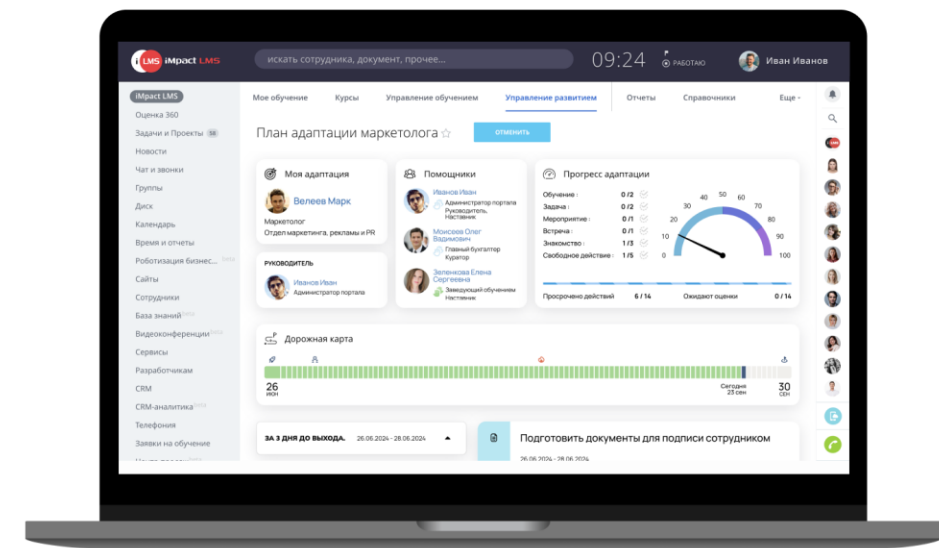 i LMS iMpact LMS
искать сотрудника, документ, прочее...
09:24
РАБОТАЮ
Иван Иванов
iMpact LMS
Оценка 360
Задачи и Проекты 56
Новости
Чат и звонки
Группы
Диск
Календарь
Время и отчеты
Роботизация бизнес... beta
Сайты
Сотрудники
База знаний beta
Видеоконференции beta
Сервисы
Разработчикам
CRM
CRM-аналитика beta
Телефония
Заявки на обучение
Мое обучение Курсы Управление обучением Управление развитием Отчеты Справочники Еще
План адаптации маркетолога
ОТМЕНИТЬ
Моя адаптация
Велеев Марк
Маркетолог
Отдел маркетинга, рекламы и PR
РУКОВОДИТЕЛЬ
Иванов Иван
Администратор портала
Помощники
Иванов Иван
Администратор портала
Руководитель,
Наставник
Моисеев Олег
Вадимович
Главный бухгалтер
Куратор
Зеленкова Елена
Сергеевна
Заведующий обучением
Наставник
Прогресс адаптации
Обучение : 0 /2
Задача : 0 /2
Мероприятие : 0 /1
Встреча : 0 /1
Знакомство : 1 /3
Свободное действие : 1 /5
0 10 20 30 40 50 60 70 80 90 100
Просрочено действий 6 / 14 Ожидают оценки 0 / 14
Дорожная карта
26
ИЮН
Сегодня
23 сен
30
СЕН
ЗА 3 ДНЯ ДО ВЫХОДА. 26.06.2024 - 28.06.2024
Подготовить документы для подписи сотрудником
26.06.2024 - 28.06.2024